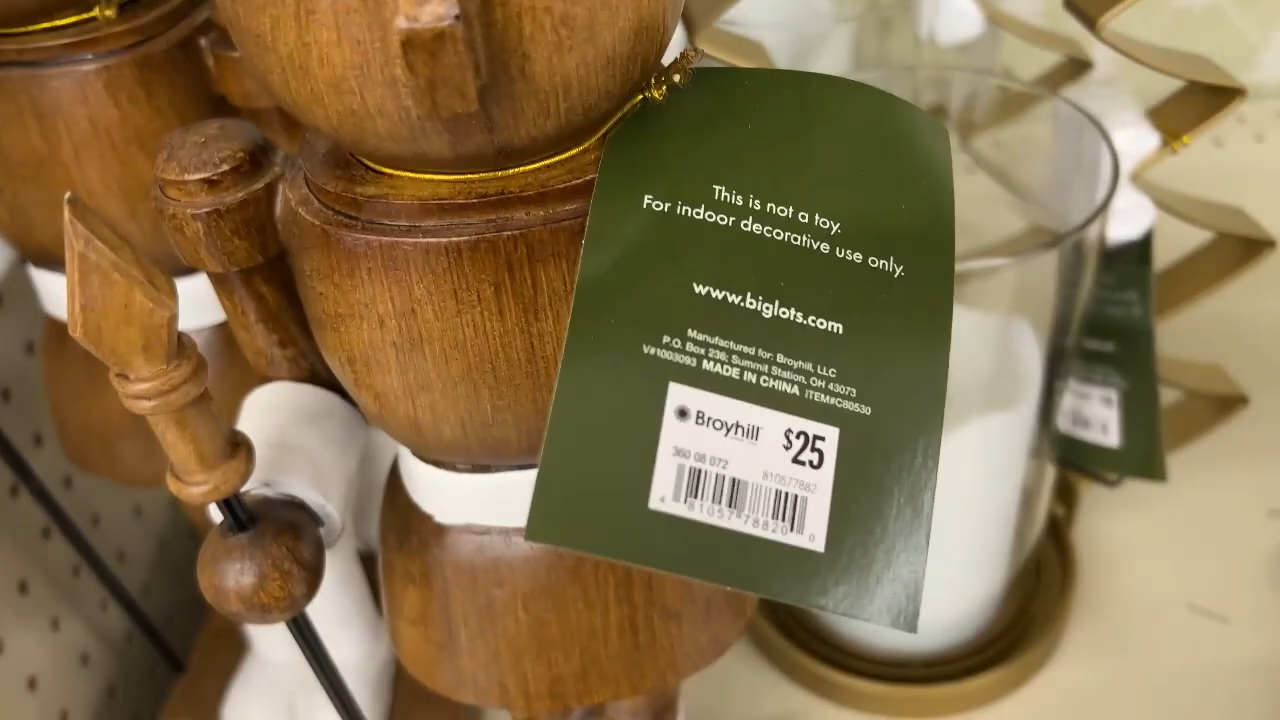 This is not a toy.
For indoor decorative use only.
www.biglots.com
Manufactured for: Broyhill, LLC
P.O. Box 236; Summit Station, OH 43073
V#1003093 MADE IN CHINA ITEM#C80530
Broyhill
$25
360 08 072 810577882
4 81057 78820 0